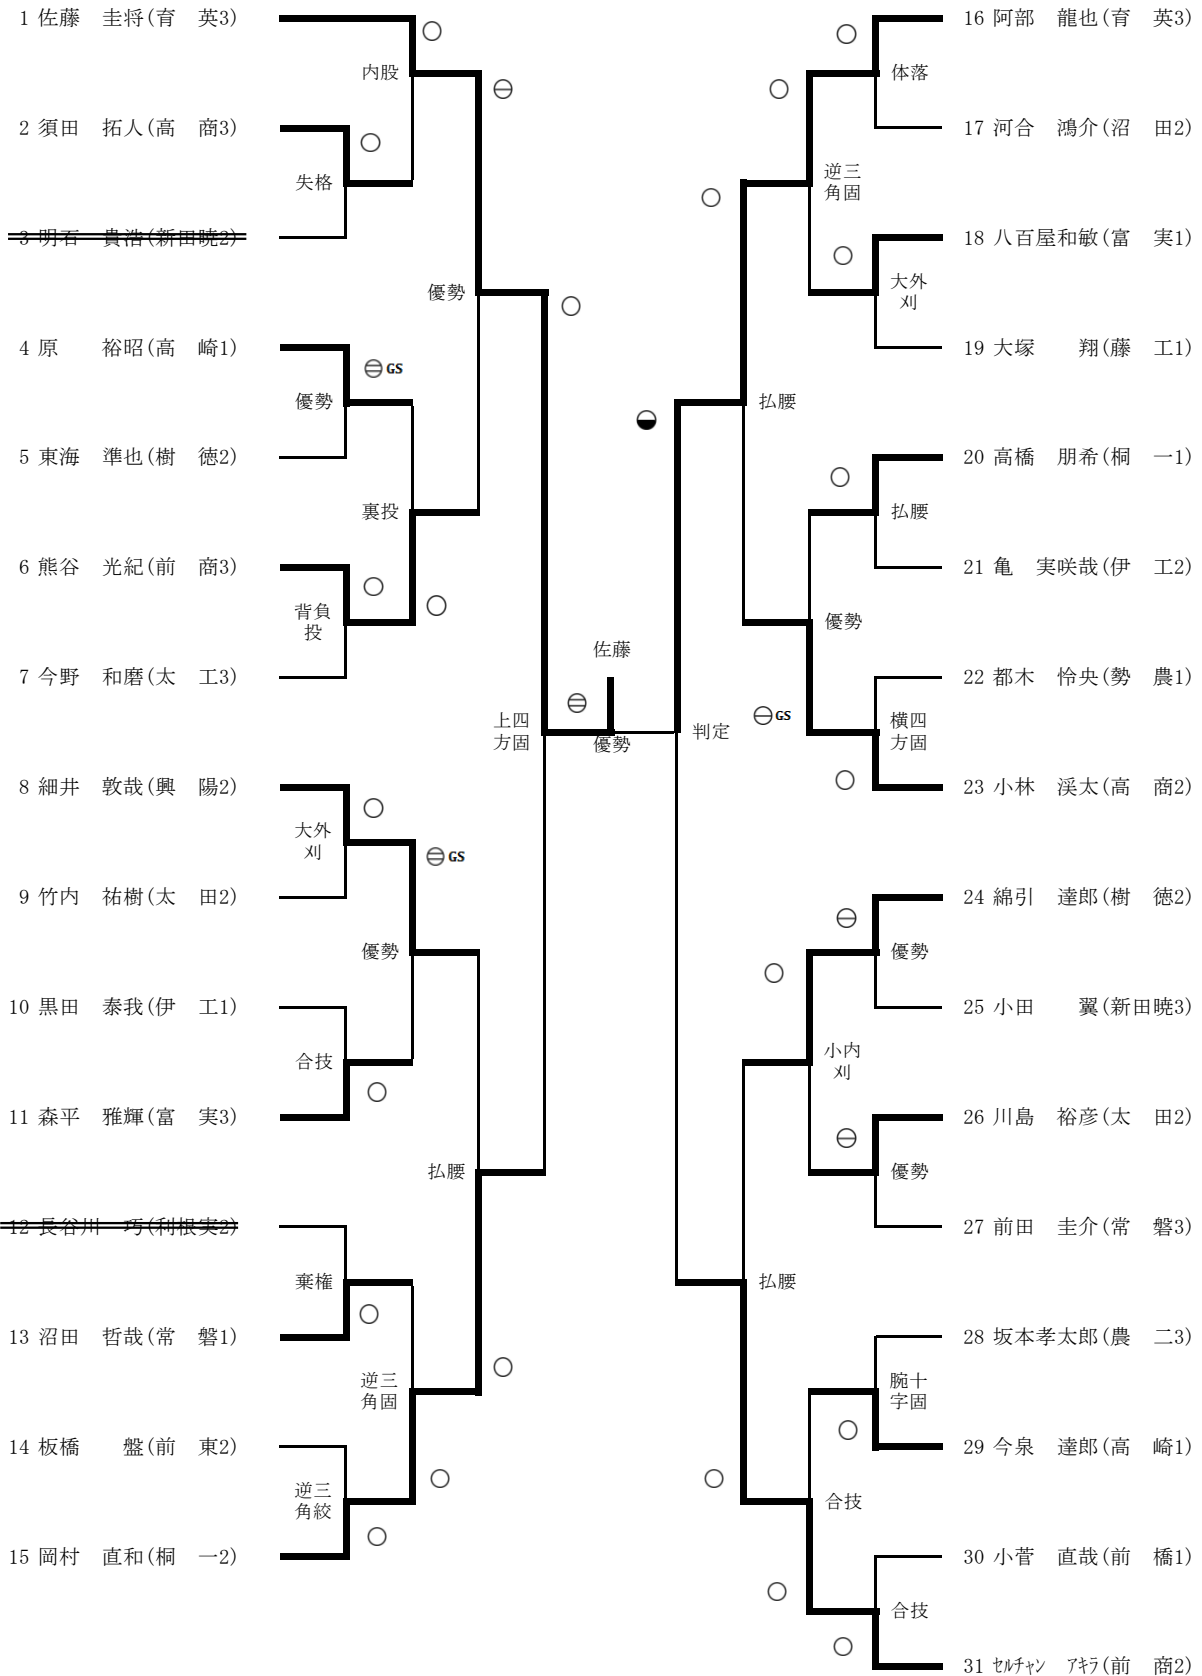 1 佐藤　圭将(育　英3)
2 須田　拓人(高　商3)
3 明石　貴浩(新田暁2)
4 原　　裕昭(高　崎1)
5 東海　準也(樹　徳2)
6 熊谷　光紀(前　商3)
7 今野　和磨(太　工3)
8 細井　敦哉(興　陽2)
9 竹内　祐樹(太　田2)
10 黒田　泰我(伊　工1)
11 森平　雅輝(富　実3)
12 長谷川　巧(利根実2)
13 沼田　哲哉(常　磐1)
14 板橋　　盤(前　東2)
15 岡村　直和(桐　一2)
内股
失格
優勢
優勢
GS
裏投
背負
投
大外
刈
GS
優勢
合技
払腰
棄権
逆三
角固
逆三
角絞
上四
方固
佐藤
優勢
判定
16 阿部　龍也(育　英3)
17 河合　鴻介(沼　田2)
18 八百屋和敏(富　実1)
19 大塚　　翔(藤　工1)
20 高橋　朋希(桐　一1)
21 亀　実咲哉(伊　工2)
22 都木　怜央(勢　農1)
23 小林　渓太(高　商2)
24 綿引　達郎(樹　徳2)
25 小田　　翼(新田暁3)
26 川島　裕彦(太　田2)
27 前田　圭介(常　磐3)
28 坂本孝太郎(農　二3)
29 今泉　達郎(高　崎1)
30 小菅　直哉(前　橋1)
31 ｾﾙﾁｬﾝ　ｱｷﾗ(前　商2)
体落
逆三
角固
大外
刈
払腰
払腰
優勢
GS
横四
方固
優勢
小内
刈
優勢
払腰
腕十
字固
合技
合技